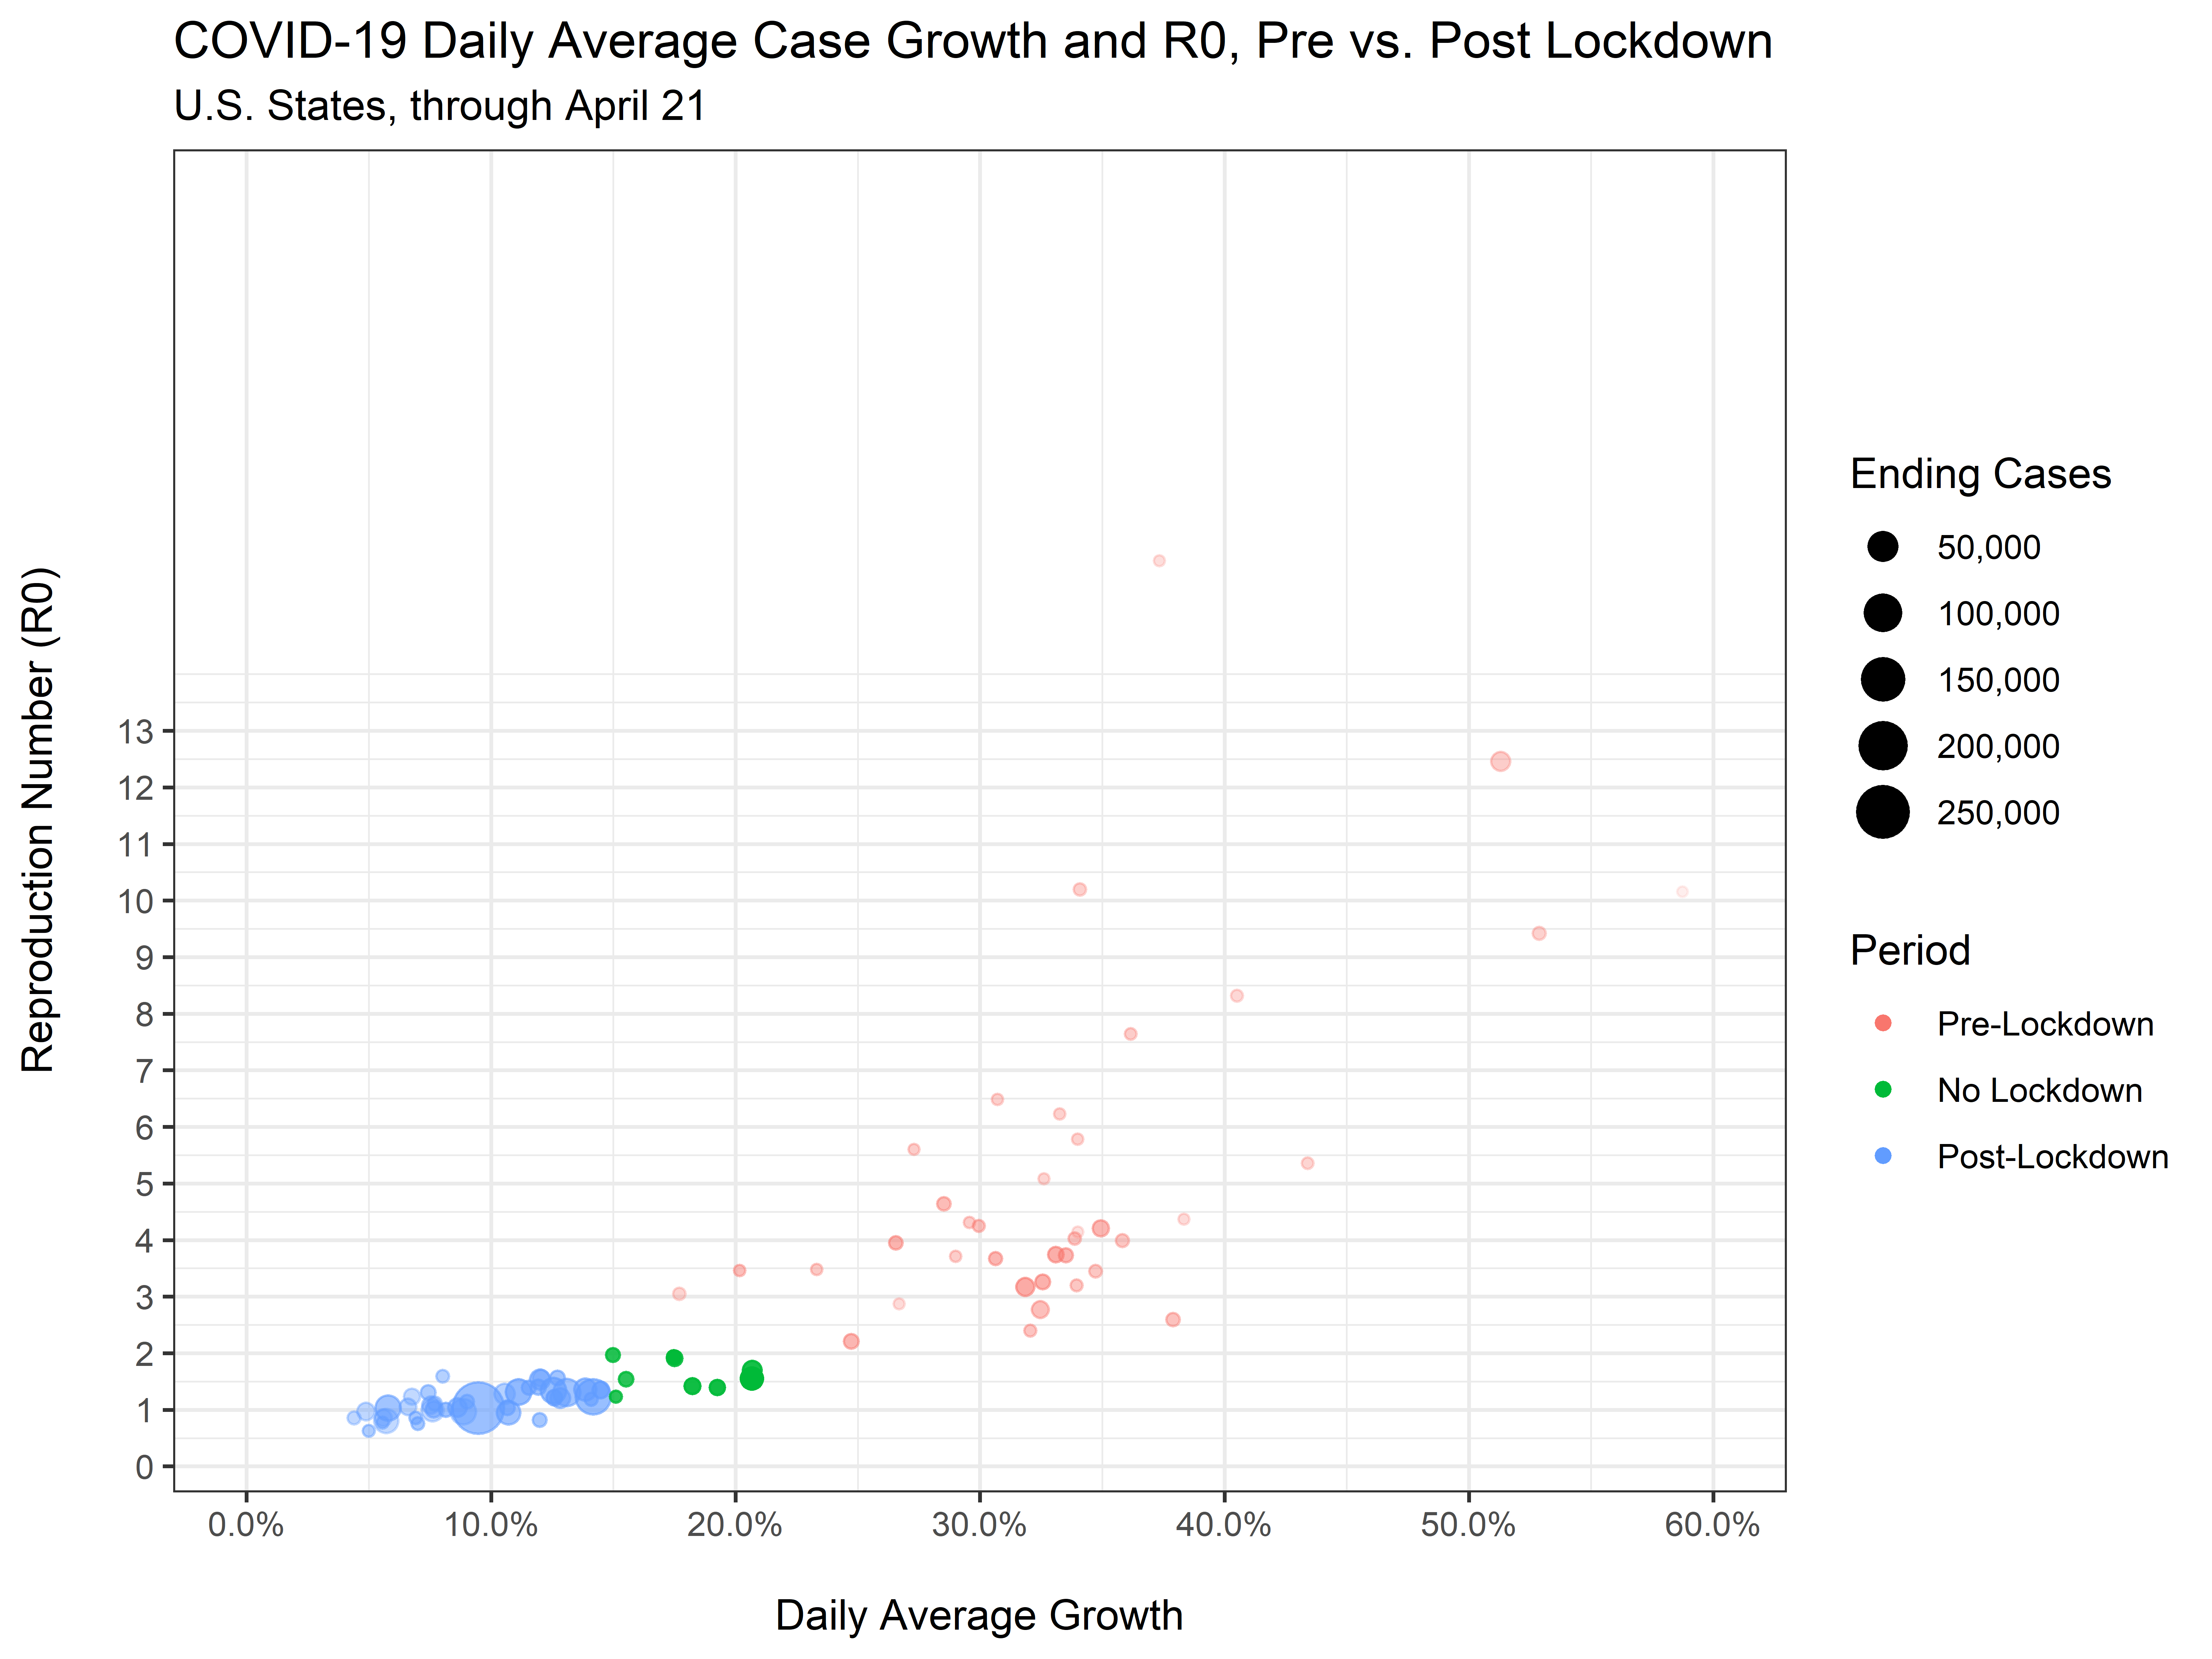 COVID-19 Daily Average Case Growth and R0, Pre vs. Post Lockdown
U.S. States, through April 21
Reproduction Number (R0)
13
12
11
10
9
8
7
6
5
4
3
2
1
0
0.0% 10.0% 20.0% 30.0% 40.0% 50.0% 60.0%
Daily Average Growth
Ending Cases
50,000
100,000
150,000
200,000
250,000
Period
Pre-Lockdown
No Lockdown
Post-Lockdown